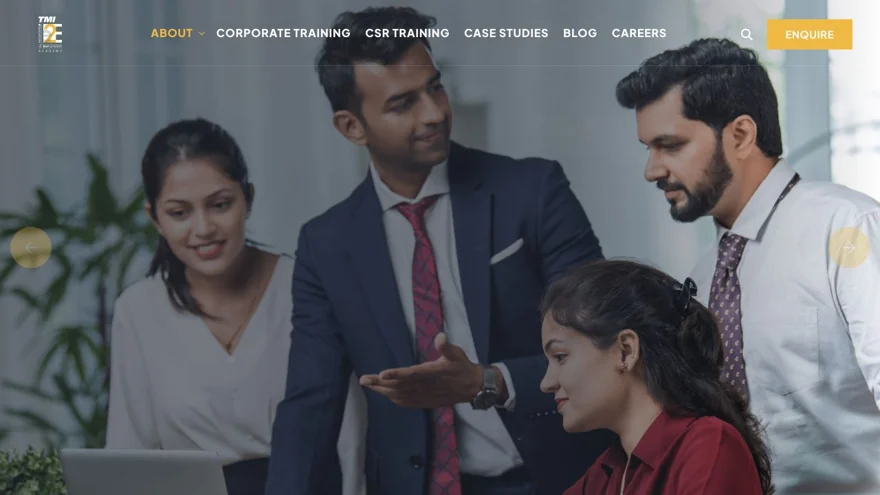 TMI
ABOUT CORPORATE TRAINING CSR TRAINING CASE STUDIES BLOG CAREERS
ENQUIRE